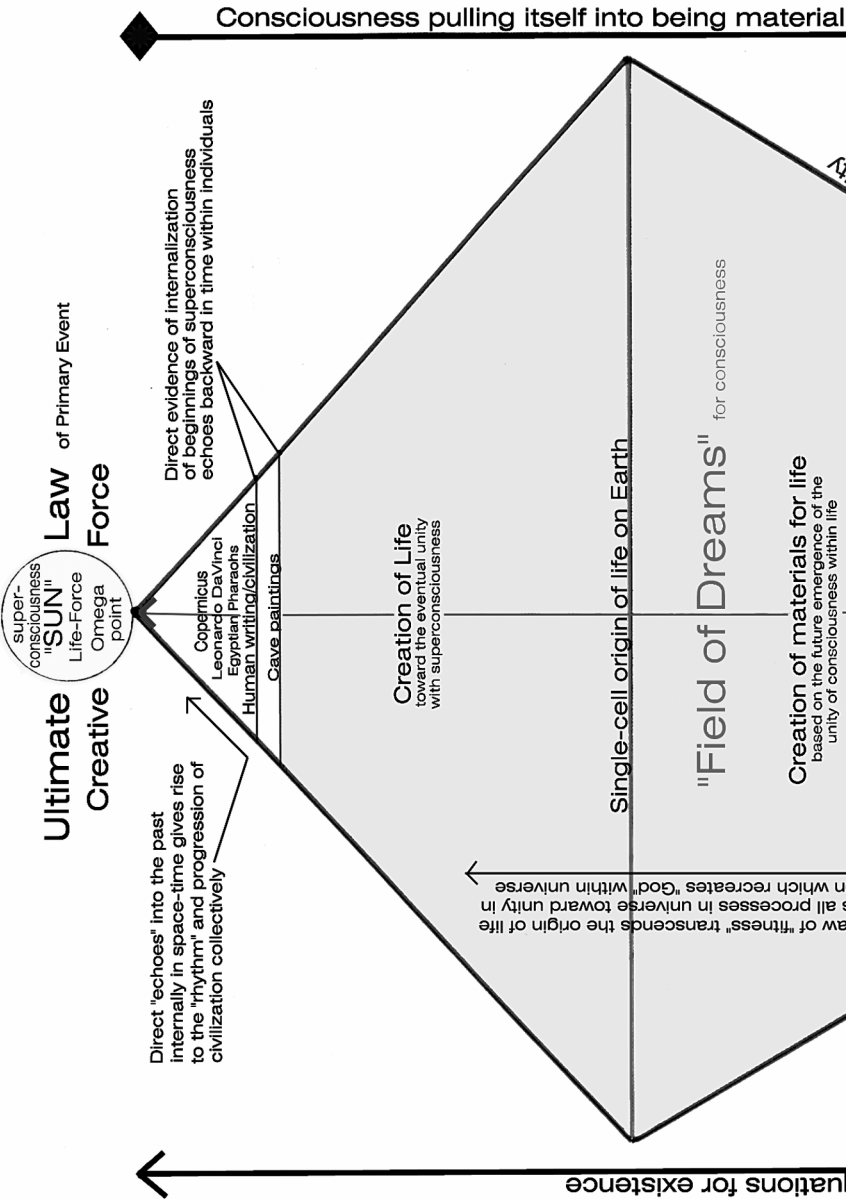 Consciousness pulling itself into being material
super-
consciousness
"SUN"
Life-Force
Omega
point
Ultimate Law of Primary Event
Creative Force
Direct evidence of internalization
of beginnings of superconsciousness
echoes backward in time within individuals
Direct "echoes" into the past
internally in space-time gives rise
to the "rhythm" and progression of
civilization collectively
Copernicus
Leonardo DaVinci
Egyptian Pharaohs
Human writing/civilization
Cave paintings
Creation of Life
toward the eventual unity
with superconsciousness
Single-cell origin of life on Earth
"Field of Dreams" for consciousness
Creation of materials for life
based on the future emergence of the
unity of consciousness within life
aw of "fitness" transcends the origin of life
s all processes in universe toward unity in
n which recreates "God" within universe
quations for existence
ity